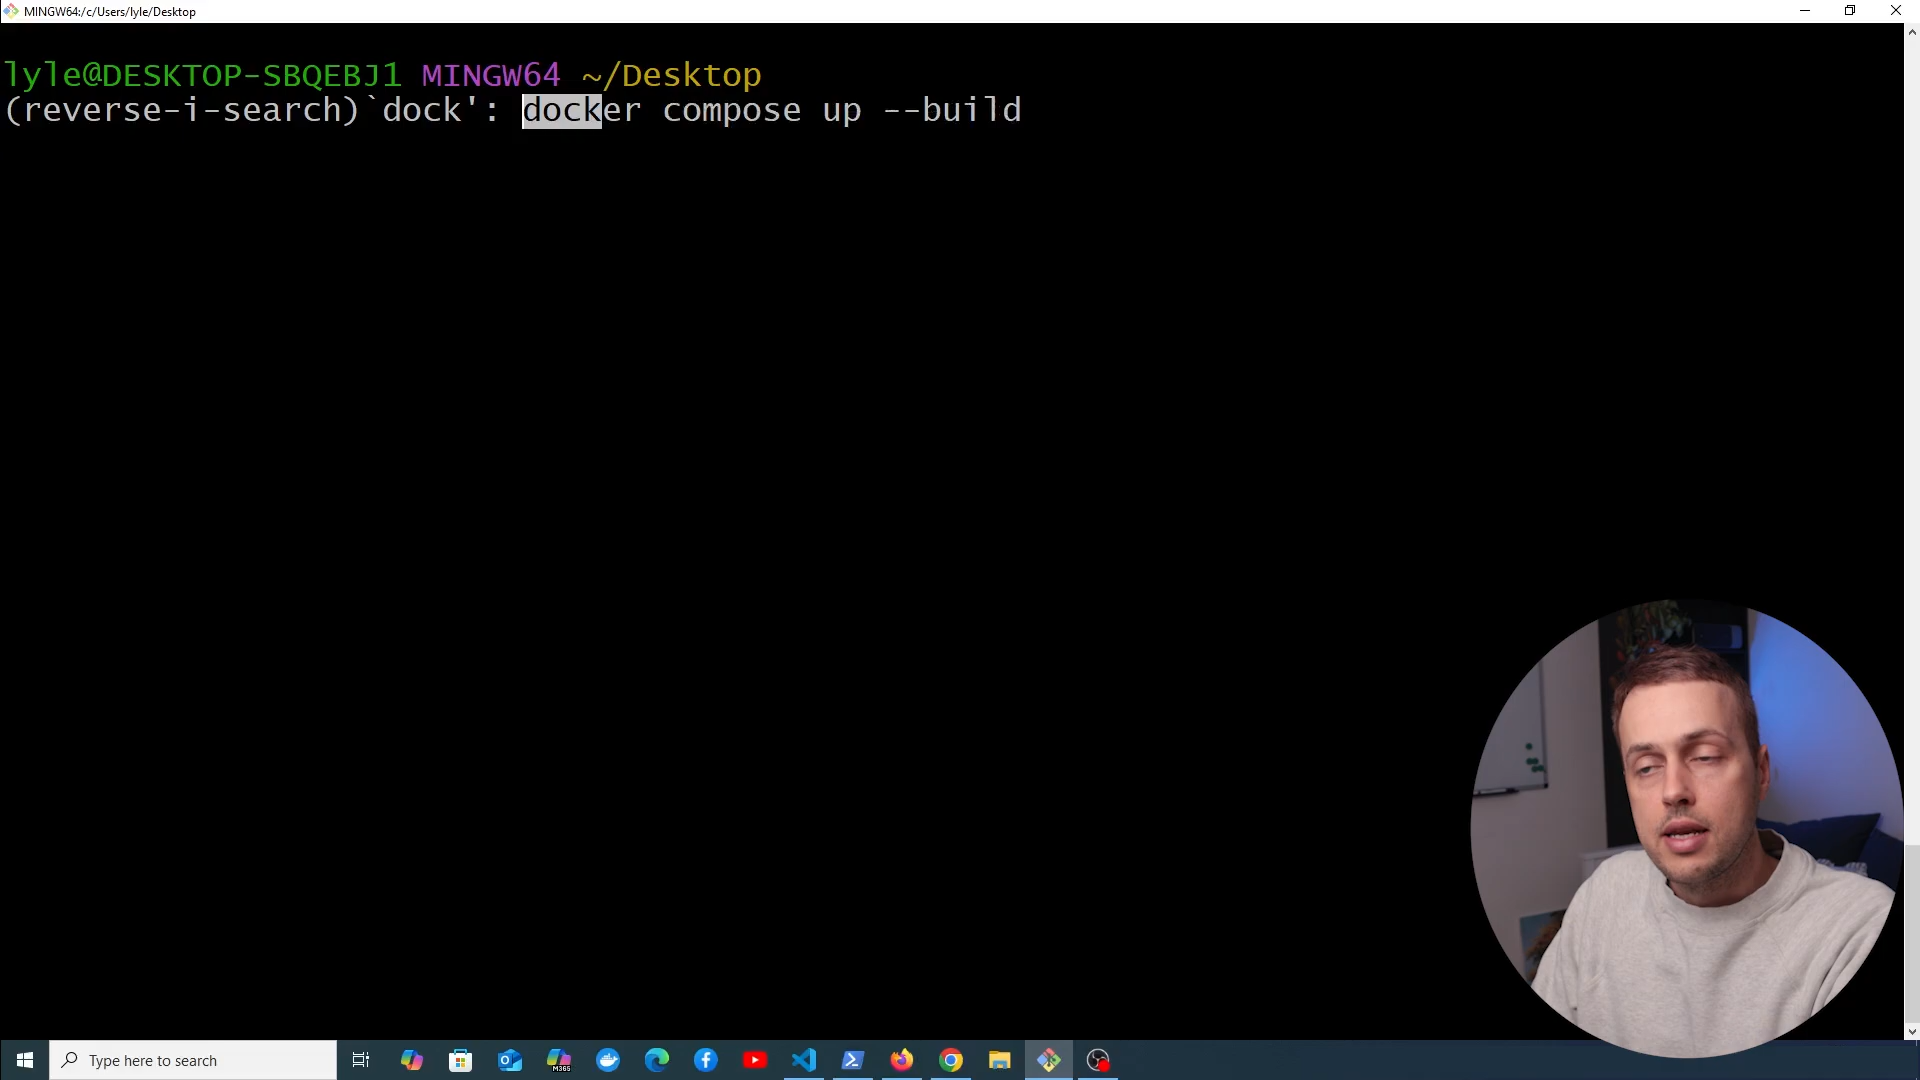 MINGW64:/c/Users/lyle/Desktop
lyle@DESKTOP-SBQEBJ1 MINGW64 ~/Desktop
(reverse-i-search)`dock': docker compose up --build
Type here to search
M365